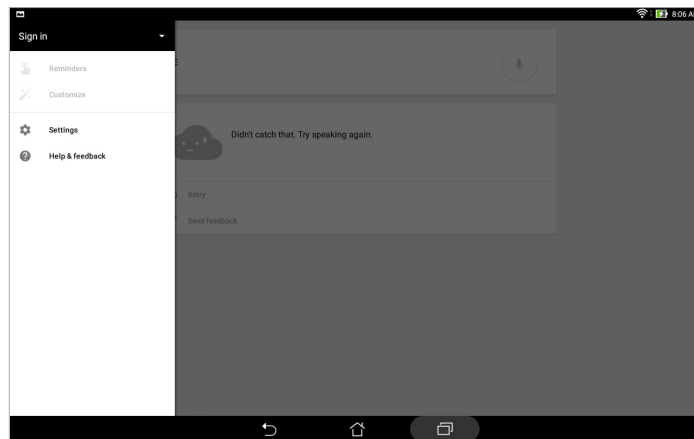 8:06 A
Sign in
Reminders
Customize
Settings
Help & feedback
E
Didn't catch that. Try speaking again.
Retry
Send feedback